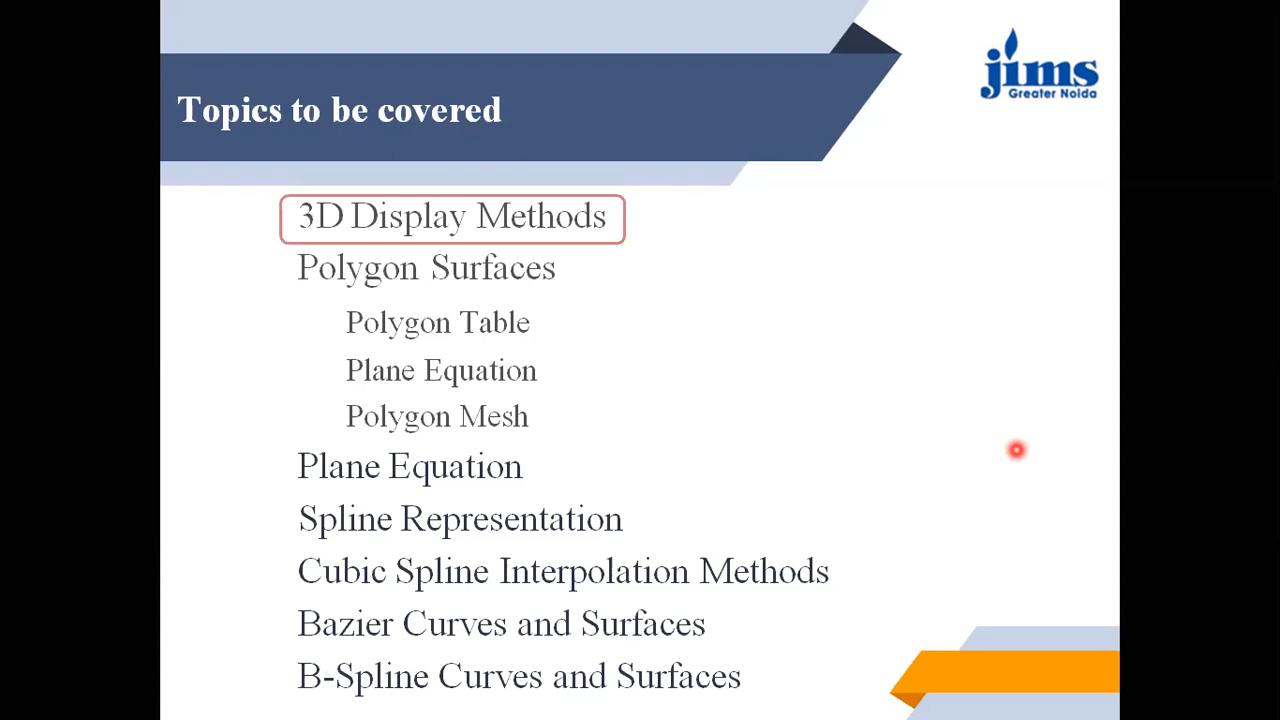 Topics to be covered
jims
Greater Noida
3D Display Methods
Polygon Surfaces
Polygon Table
Plane Equation
Polygon Mesh
Plane Equation
Spline Representation
Cubic Spline Interpolation Methods
Bazier Curves and Surfaces
B-Spline Curves and Surfaces